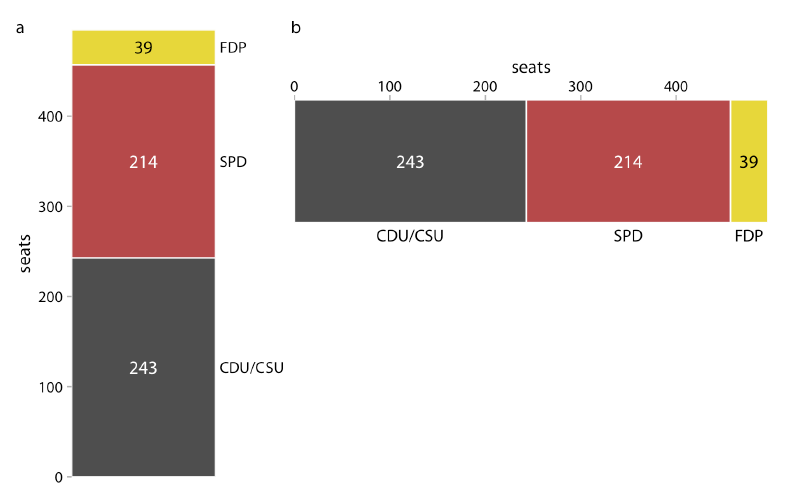 a
39 FDP
400
214 SPD
300
seats
200
243 CDU/CSU
100
0
b
seats
0 100 200 300 400
243 214 39
CDU/CSU SPD FDP